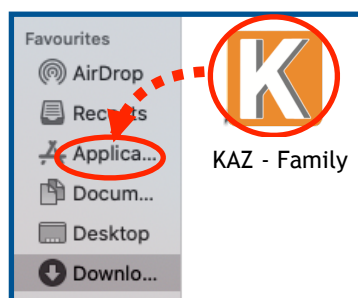 Favourites
AirDrop
Recents
Applica...
Docum...
Desktop
Downlo...
K
KAZ - Family